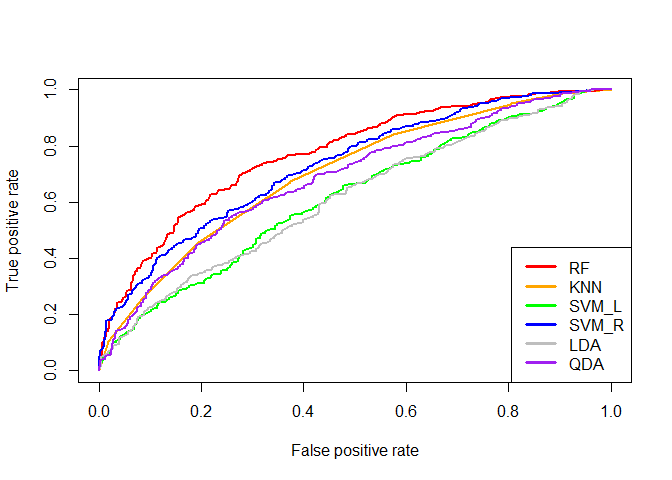 True positive rate
1.0
0.8
0.6
0.4
0.2
0.0
RF
KNN
SVM_L
SVM_R
LDA
QDA
0.0 0.2 0.4 0.6 0.8 1.0
False positive rate